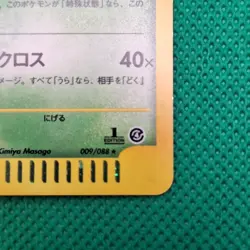 このポケモンが「特殊状態」なら、この
クロス 40×
メージ。すべて「うら」なら、相手を「どく」
にげる
1
EDITION
Kimiya Masago 009/088 ★